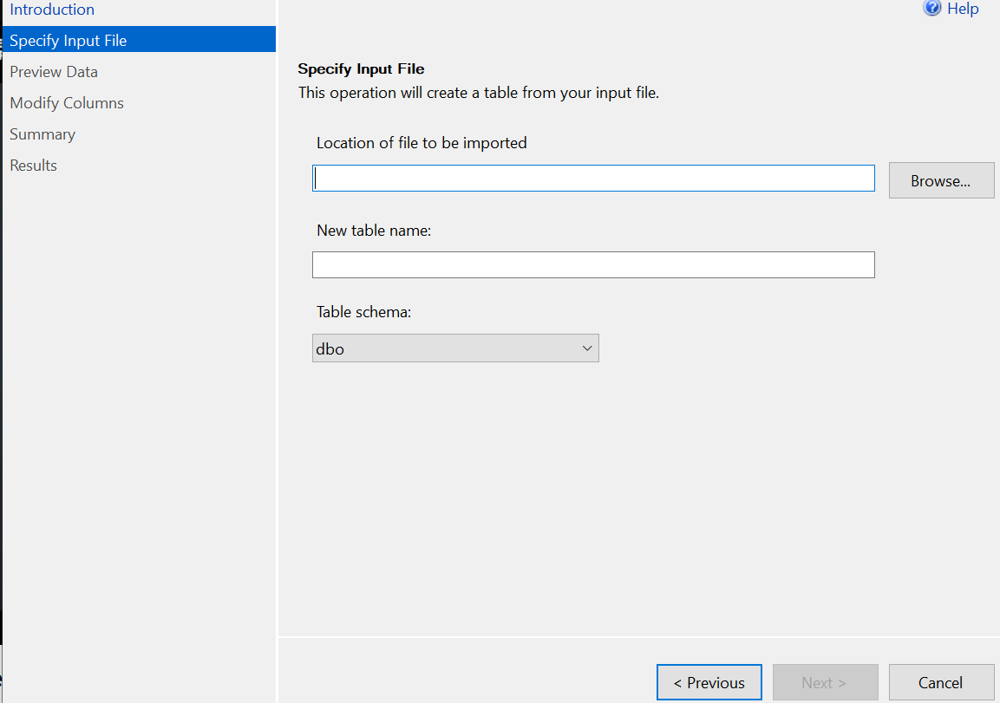 Introduction
Help
Specify Input File
Preview Data
Modify Columns
Summary
Results
Specify Input File
This operation will create a table from your input file.
Location of file to be imported
Browse...
New table name:
Table schema:
dbo
< Previous
Next >
Cancel